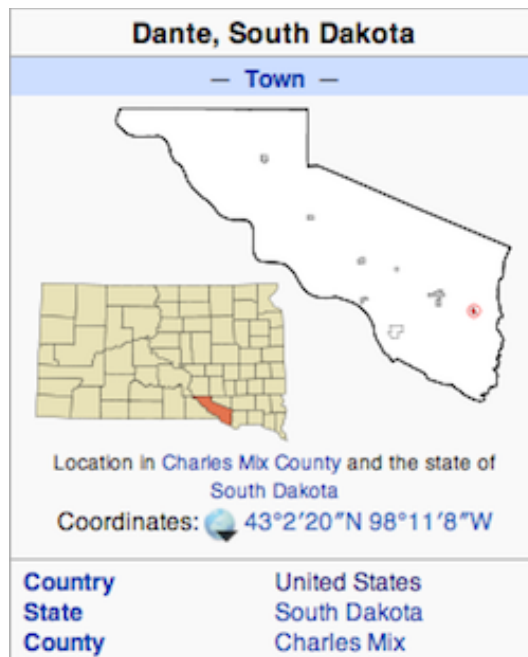 Dante, South Dakota
— Town —
Location in Charles Mix County and the state of
South Dakota
Coordinates: 43°2′20″N 98°11′8″W
Country United States
State South Dakota
County Charles Mix